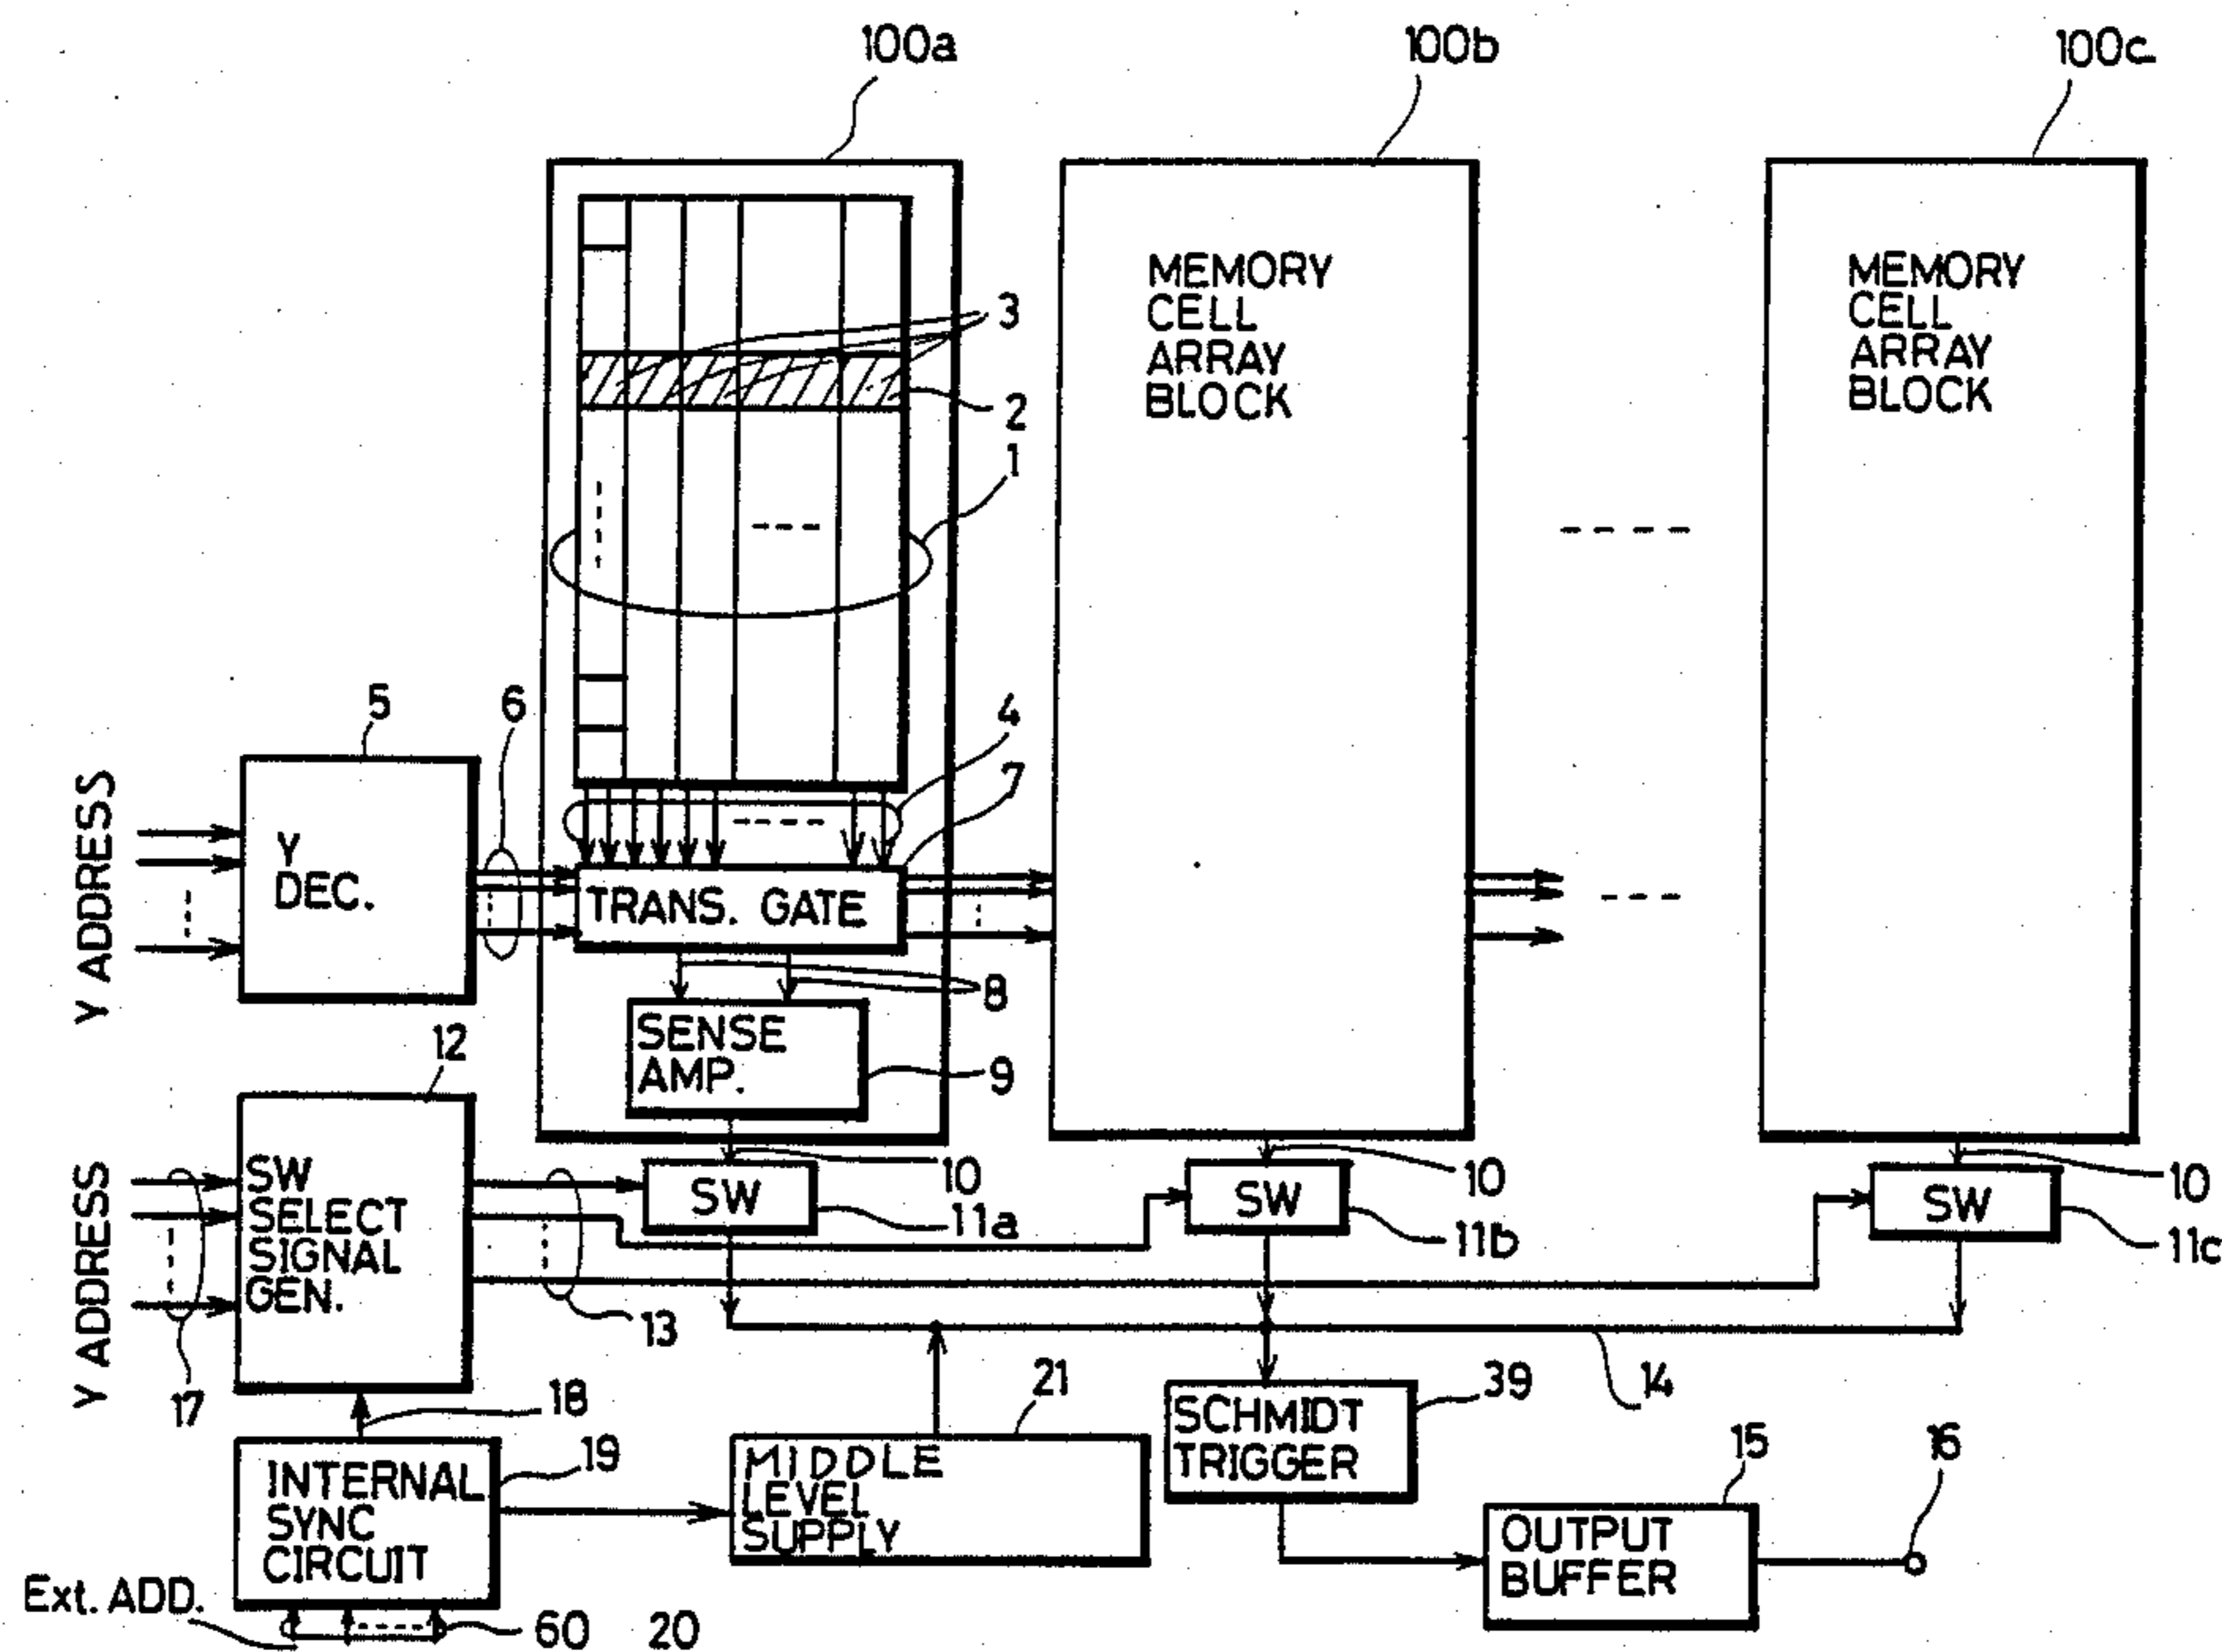 100a
100b
100c
MEMORY
CELL
ARRAY
BLOCK
MEMORY
CELL
ARRAY
BLOCK
3
2
1
5
6
4
7
Y ADDRESS
Y
DEC.
TRANS. GATE
8
SENSE
AMP.
9
12
Y ADDRESS
SW
SELECT
SIGNAL
GEN.
10
SW
11a
10
SW
11b
10
SW
11c
17
13
18
21
39
14
SCHMIDT
TRIGGER
15
16
INTERNAL
SYNC
CIRCUIT
19
MIDDLE
LEVEL
SUPPLY
OUTPUT
BUFFER
Ext. ADD.
60
20